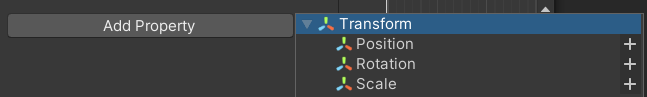 Add Property
Transform
Position
Rotation
Scale